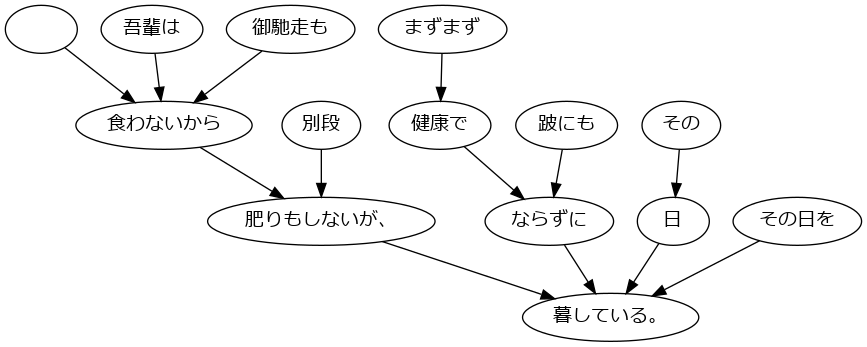 吾輩は
御馳走も
まずまず
食わないから
別段
健康で
跛にも
その
肥りもしないが、
ならずに
日
その日を
暮している。